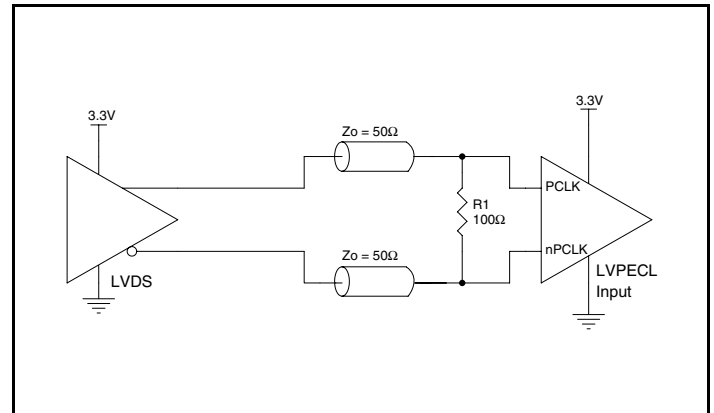 3.3V
3.3V
Zo = 50Ω
PCLK
R1
100Ω
Zo = 50Ω
nPCLK
LVDS
LVPECL
Input